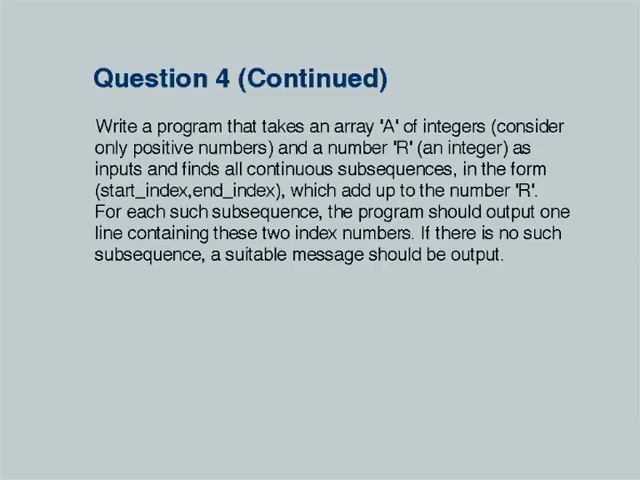 Question 4 (Continued)
Write a program that takes an array 'A' of integers (consider
only positive numbers) and a number 'R' (an integer) as
inputs and finds all continuous subsequences, in the form
(start_index,end_index), which add up to the number 'R'.
For each such subsequence, the program should output one
line containing these two index numbers. If there is no such
subsequence, a suitable message should be output.